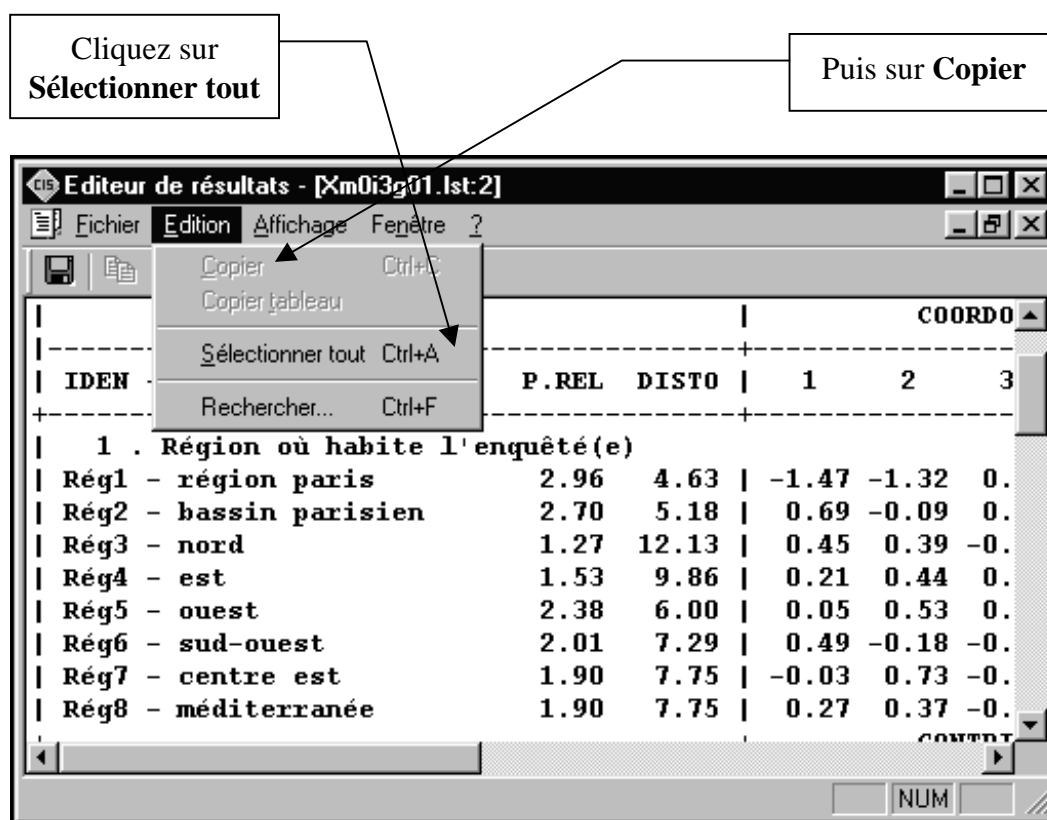 Cliquez sur
Sélectionner tout
Puis sur Copier
CIS Editeur de résultats - [Xm0i3g01.lst:2]
Fichier Edition Affichage Fenêtre ?
Copier Ctrl+C
Copier tableau
Sélectionner tout Ctrl+A
Rechercher... Ctrl+F
| | COORDO
|---------------------+----------------
| IDEN - P.REL DISTO | 1 2 3
+---------------------+----------------
| 1 . Région où habite l'enquêté(e)
| Rég1 - région paris 2.96 4.63 | -1.47 -1.32 0.
| Rég2 - bassin parisien 2.70 5.18 | 0.69 -0.09 0.
| Rég3 - nord 1.27 12.13 | 0.45 0.39 -0.
| Rég4 - est 1.53 9.86 | 0.21 0.44 0.
| Rég5 - ouest 2.38 6.00 | 0.05 0.53 0.
| Rég6 - sud-ouest 2.01 7.29 | 0.49 -0.18 -0.
| Rég7 - centre est 1.90 7.75 | -0.03 0.73 -0.
| Rég8 - méditerranée 1.90 7.75 | 0.27 0.37 -0.
NUM